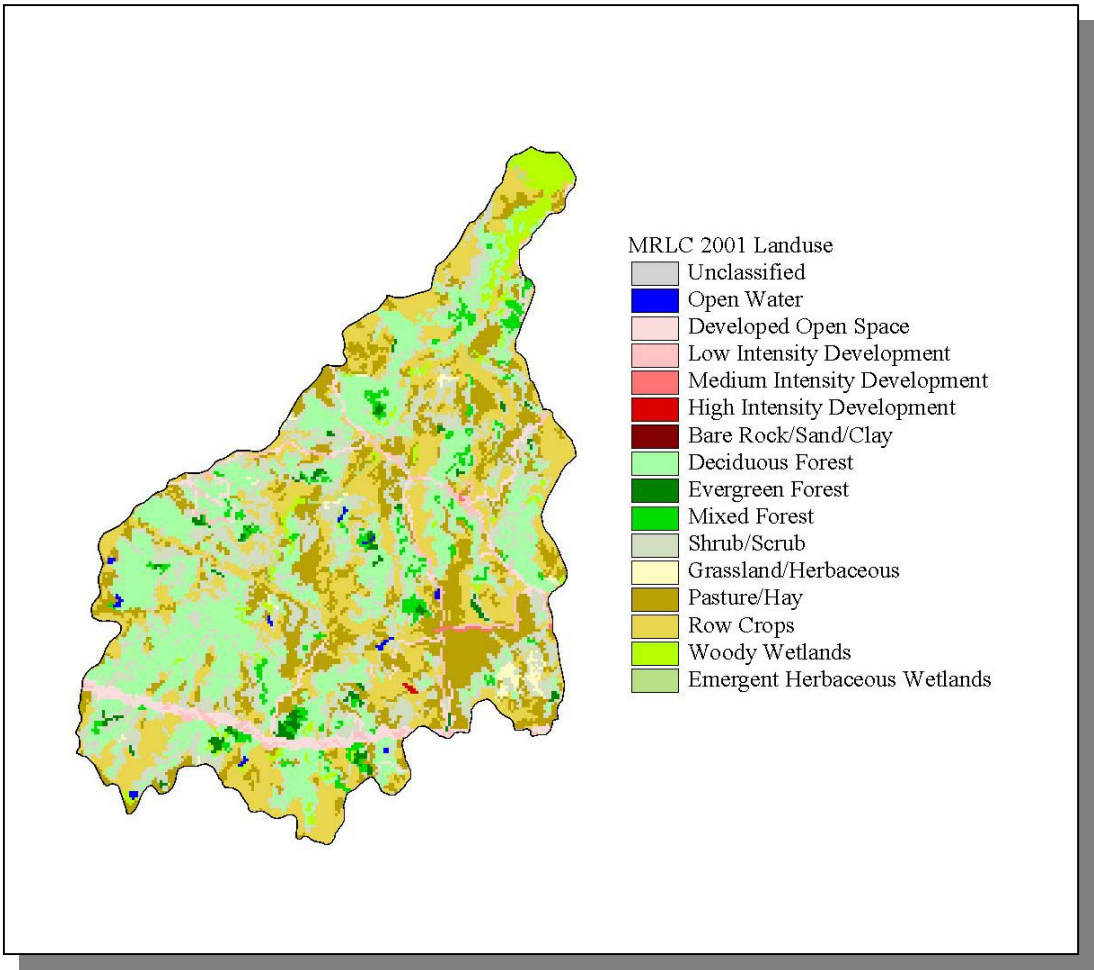 MRLC 2001 Landuse
Unclassified
Open Water
Developed Open Space
Low Intensity Development
Medium Intensity Development
High Intensity Development
Bare Rock/Sand/Clay
Deciduous Forest
Evergreen Forest
Mixed Forest
Shrub/Scrub
Grassland/Herbaceous
Pasture/Hay
Row Crops
Woody Wetlands
Emergent Herbaceous Wetlands